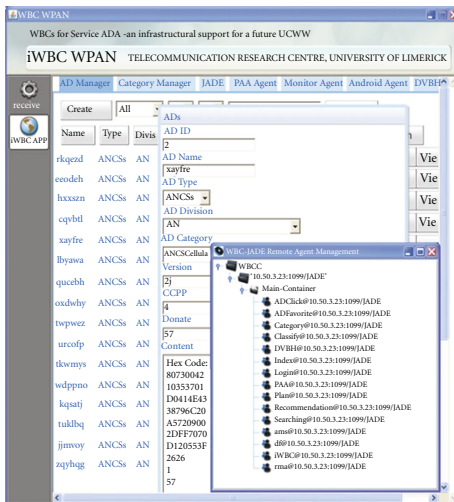 WBC WPAN
WBCs for Service ADA -an infrastructural support for a future UCWW
iWBC WPAN TELECOMMUNICATION RESEARCH CENTRE, UNIVERSITY OF LIMERICK
receive
iWBC APP
AD Manager Category Manager JADE PAA Agent Monitor Agent Android Agent DVBH
Create All
Name Type Divis
rkqezd ANCSs AN
eeodeh ANCSs AN
hxxszn ANCSs AN
cqvbtl ANCSs AN
xayfre ANCSs AN
lbyawa ANCSs AN
qucebh ANCSs AN
oxdwhy ANCSs AN
twpwez ANCSs AN
urcofp ANCSs AN
tkwmys ANCSs AN
wdppno ANCSs AN
kqsatj ANCSs AN
tuklbq ANCSs AN
jjmvoy ANCSs AN
zqyhqg ANCSs AN
Vie
Vie
Vie
Vie
ADs
AD ID
2
AD Name
xayfre
AD Type
ANCSs
AD Division
AN
AD Category
ANCSCellula
Version
2j
CCPP
4
Donate
57
Content
Hex Code:
80730042
10353701
D0414E43
38796C20
A5720900
2DFF7070
D120553F
2626
1
57
WBC-JADE Remote Agent Management
WBCC
"10.50.3.23:1099/JADE"
Main-Container
ADClick@10.50.3.23:1099/JADE
ADFavorite@10.50.3.23:1099/JADE
Category@10.50.3.23:1099/JADE
Classify@10.50.3.23:1099/JADE
DVBH@10.50.3.23:1099/JADE
Index@10.50.3.23:1099/JADE
Login@10.50.3.23:1099/JADE
PAA@10.50.3.23:1099/JADE
Plan@10.50.3.23:1099/JADE
Recommendation@10.50.3.23:1099/JADE
Searching@10.50.3.23:1099/JADE
ams@10.50.3.23:1099/JADE
df@10.50.3.23:1099/JADE
iWBC@10.50.3.23:1099/JADE
rma@10.50.3.23:1099/JADE